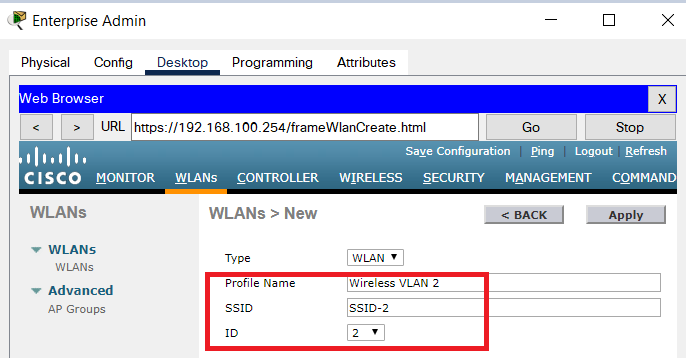 Enterprise Admin
Physical Config Desktop Programming Attributes
Web Browser X
< > URL https://192.168.100.254/frameWlanCreate.html Go Stop
Save Configuration | Ping | Logout | Refresh
CISCO MONITOR WLANs CONTROLLER WIRELESS SECURITY MANAGEMENT COMMAND
WLANs
WLANs > New < BACK Apply
WLANs
WLANs
Advanced
AP Groups
Type WLAN
Profile Name Wireless VLAN 2
SSID SSID-2
ID 2